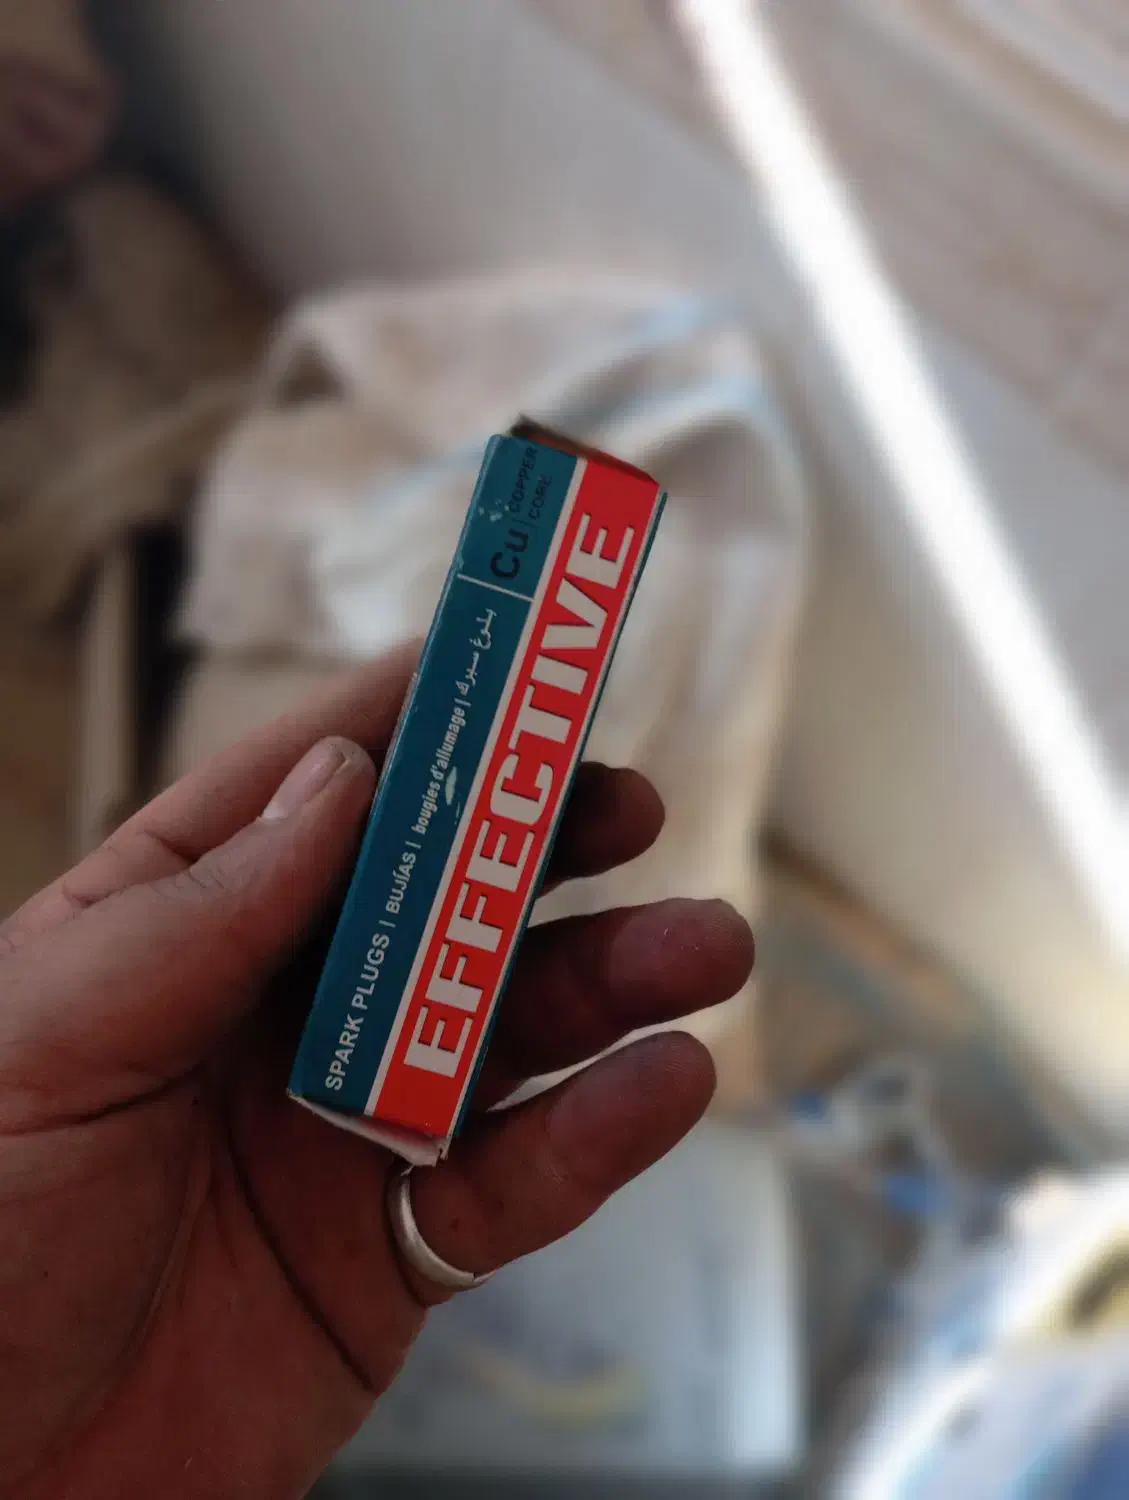 EFFECTIVE
SPARK PLUGS | BUJÍAS | bougies d'allumage | بلوغ سبرك
Cu | COPPER
CORE